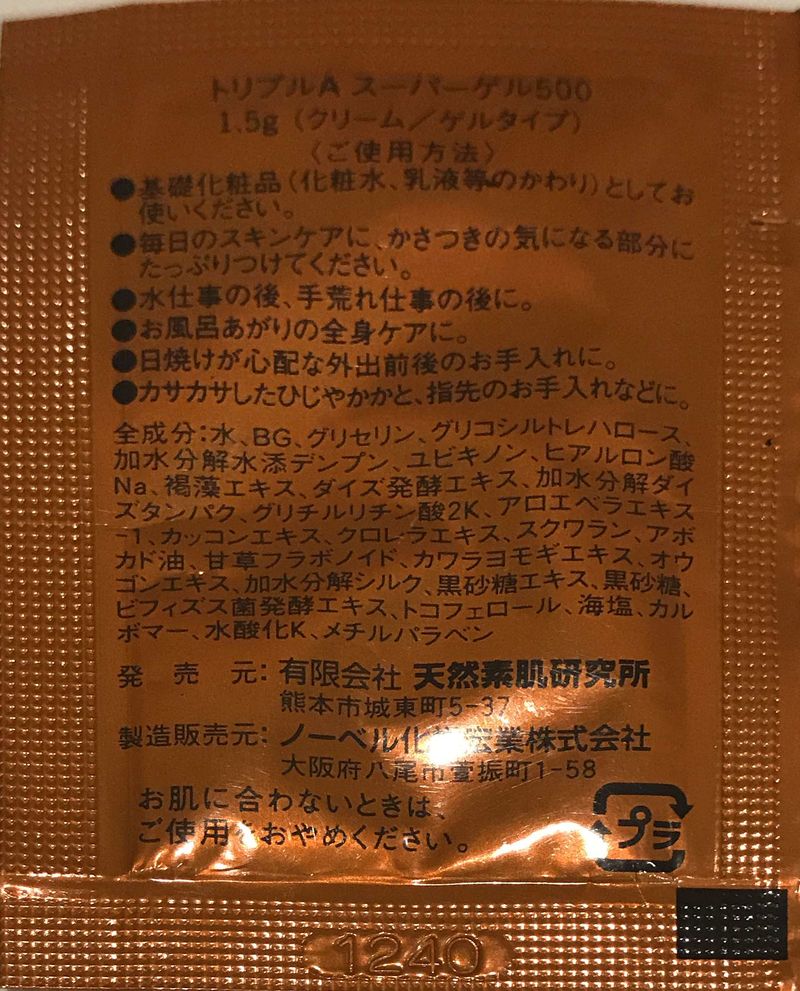 トリプルA スーパーゲル500
1.5g（クリーム／ゲルタイプ）
〈ご使用方法〉
●基礎化粧品（化粧水、乳液等のかわり）としてお
使いください。
●毎日のスキンケアに、かさつきの気になる部分に
たっぷりつけてください。
●水仕事の後、手荒れ仕事の後に。
●お風呂あがりの全身ケアに。
●日焼けが心配な外出前後のお手入れに。
●カサカサしたひじやかかと、指先のお手入れなどに。
全成分：水、BG、グリセリン、グリコシルトレハロース、
加水分解水添デンプン、ユビキノン、ヒアルロン酸
Na、褐藻エキス、ダイズ発酵エキス、加水分解ダイ
ズタンパク、グリチルリチン酸2K、アロエベラエキス
-1、カッコンエキス、クロレラエキス、スクワラン、アボ
カド油、甘草フラボノイド、カワラヨモギエキス、オウ
ゴンエキス、加水分解シルク、黒砂糖エキス、黒砂糖、
ビフィズス菌発酵エキス、トコフェロール、海塩、カル
ボマー、水酸化K、メチルパラベン
発売元：有限会社 天然素肌研究所
熊本市城東町5-37
製造販売元：ノーベル化 業株式会社
大阪府八尾市萱振町1-58
お肌に合わないときは、
ご使用をおやめください。
プラ
1240